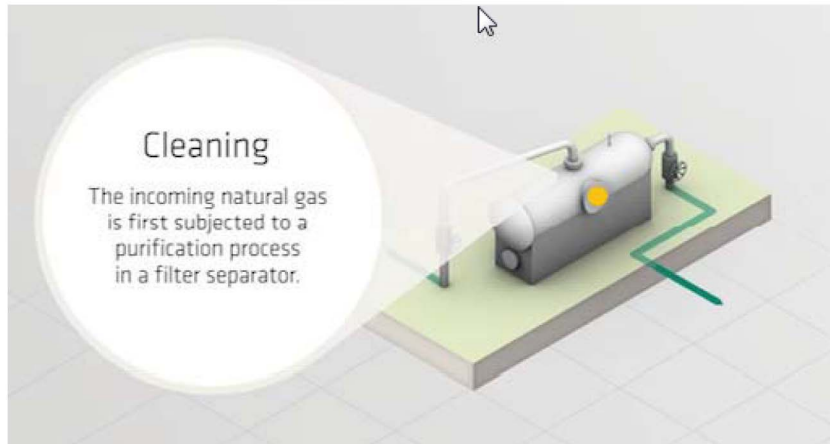 Cleaning
The incoming natural gas
is first subjected to a
purification process
in a filter separator.